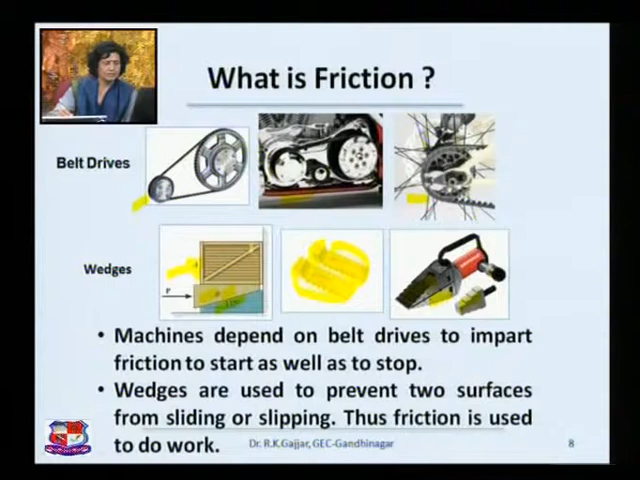 What is Friction ?
Belt Drives
Wedges
P
• Machines depend on belt drives to impart
friction to start as well as to stop.
• Wedges are used to prevent two surfaces
from sliding or slipping. Thus friction is used
to do work.
Dr. R.K.Gajjar, GEC-Gandhinagar
8